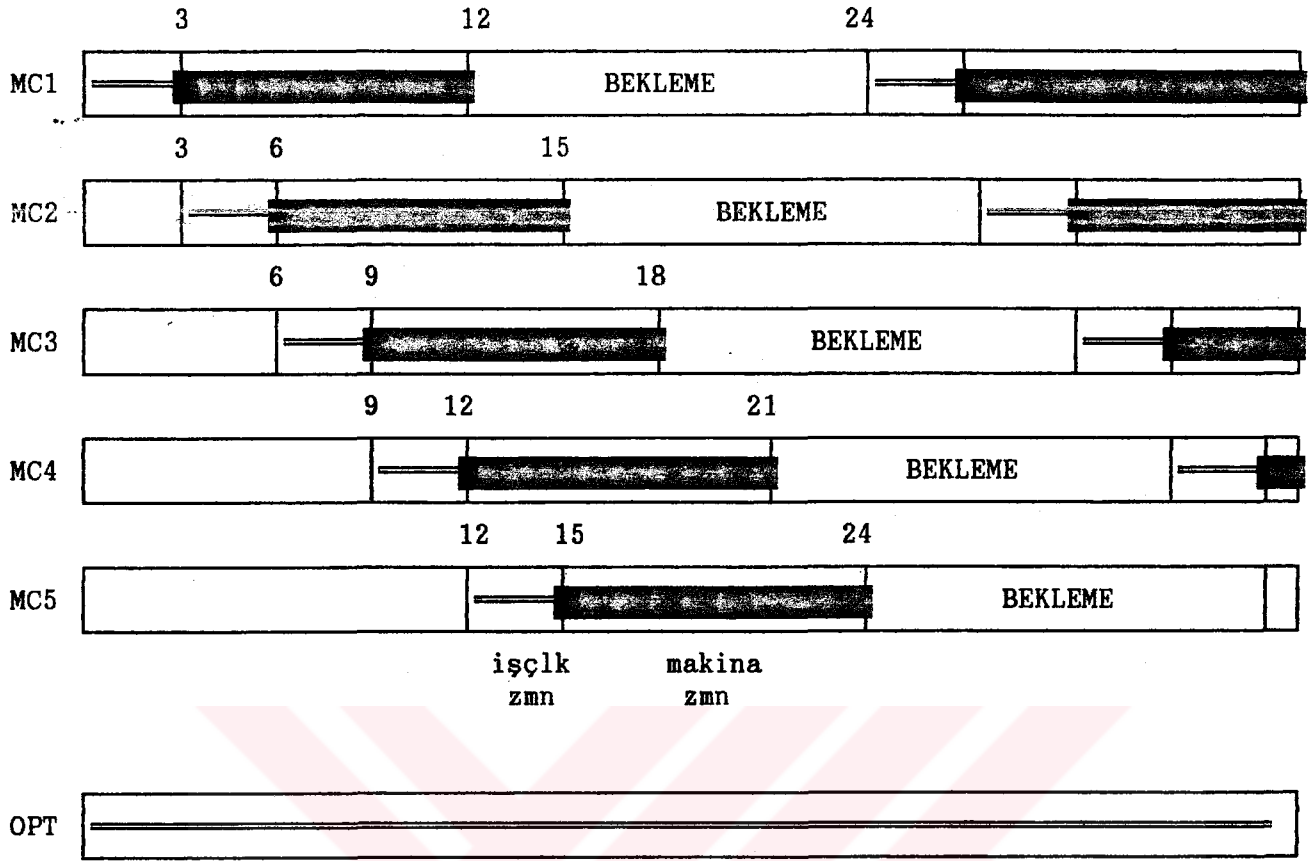 3 12 24
MC1 BEKLEME
3 6 15
MC2 BEKLEME
6 9 18
MC3 BEKLEME
9 12 21
MC4 BEKLEME
12 15 24
MC5 BEKLEME
işçlk makina
zmn zmn
OPT